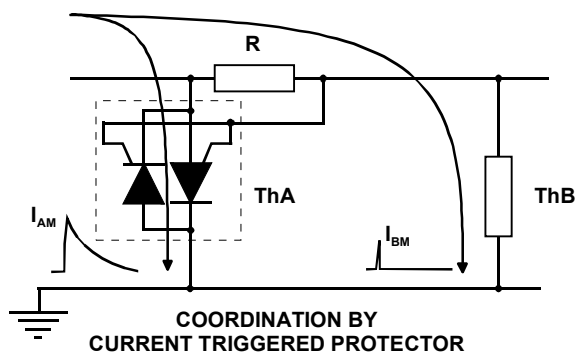 R
ThA
ThB
IAM
IBM
COORDINATION BY
CURRENT TRIGGERED PROTECTOR